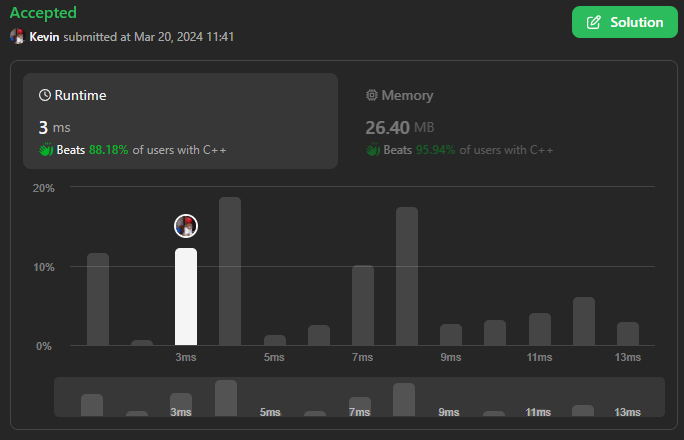 Accepted
Kevin submitted at Mar 20, 2024 11:41
Solution
Runtime
3 ms
Beats 88.18% of users with C++
Memory
26.40 MB
Beats 95.94% of users with C++
20%
10%
0%
3ms 5ms 7ms 9ms 11ms 13ms
3ms 5ms 7ms 9ms 11ms 13ms